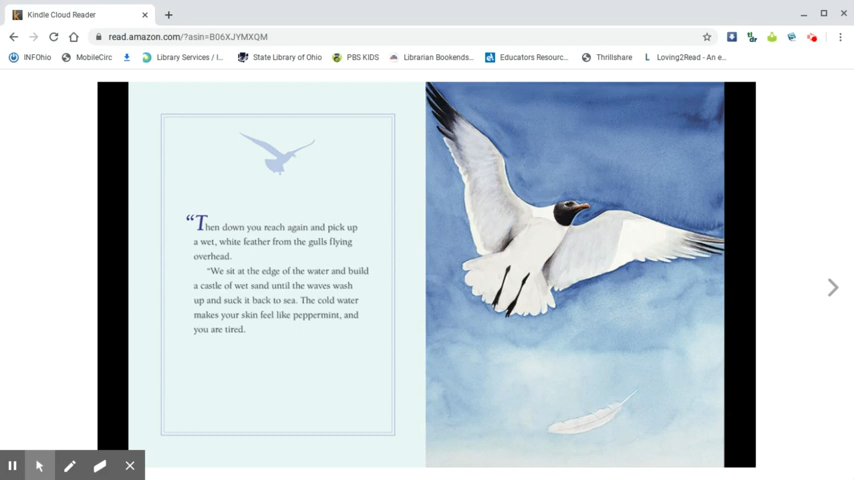 Kindle Cloud Reader
read.amazon.com/?asin=B06XJYMXQM
INFOhio
MobileCirc
Library Services / I...
State Library of Ohio
PBS KIDS
Librarian Bookends...
Educators Resourc...
Thrillshare
Loving2Read - An e...
“Then down you reach again and pick up
a wet, white feather from the gulls flying
overhead.
“We sit at the edge of the water and build
a castle of wet sand until the waves wash
up and suck it back to sea. The cold water
makes your skin feel like peppermint, and
you are tired.